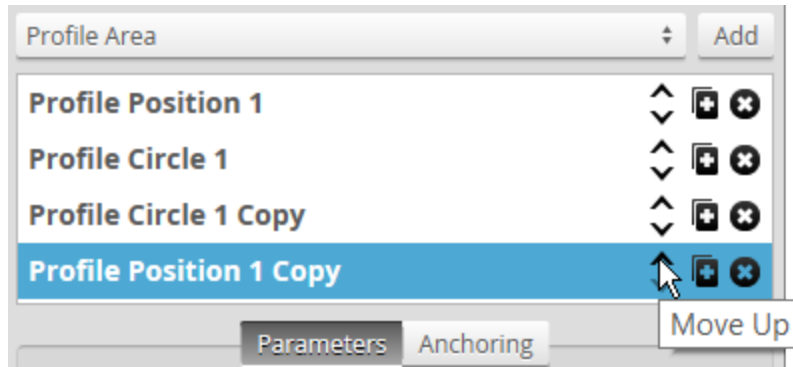 Profile Area
Add
Profile Position 1
Profile Circle 1
Profile Circle 1 Copy
Profile Position 1 Copy
Move Up
Parameters
Anchoring